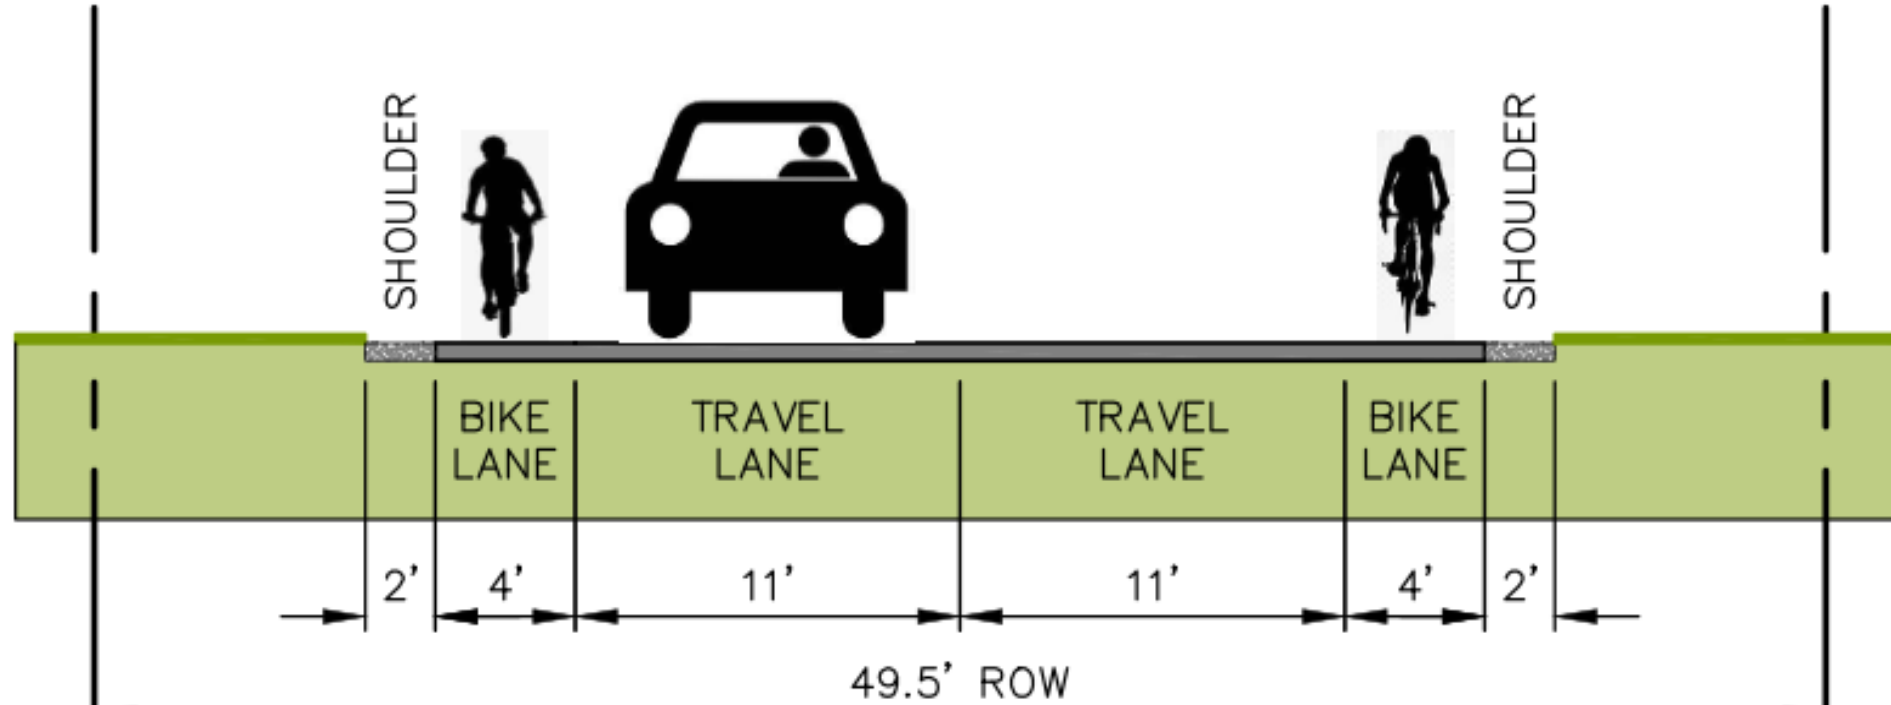 SHOULDER
SHOULDER
BIKE
LANE
TRAVEL
LANE
TRAVEL
LANE
BIKE
LANE
2' 4' 11' 11' 4' 2'
49.5' ROW